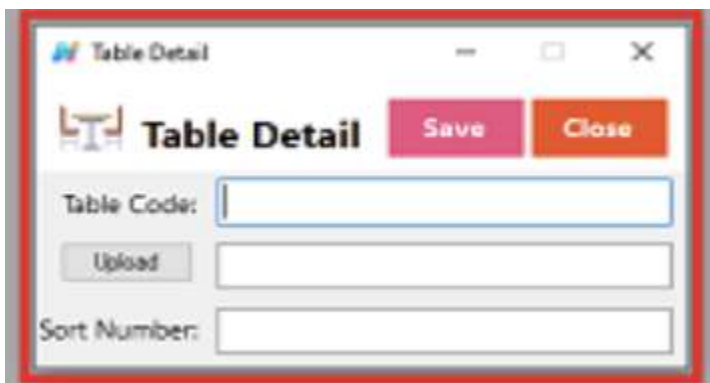 Table Detail
Table Detail Save Close
Table Code:
Upload
Sort Number: